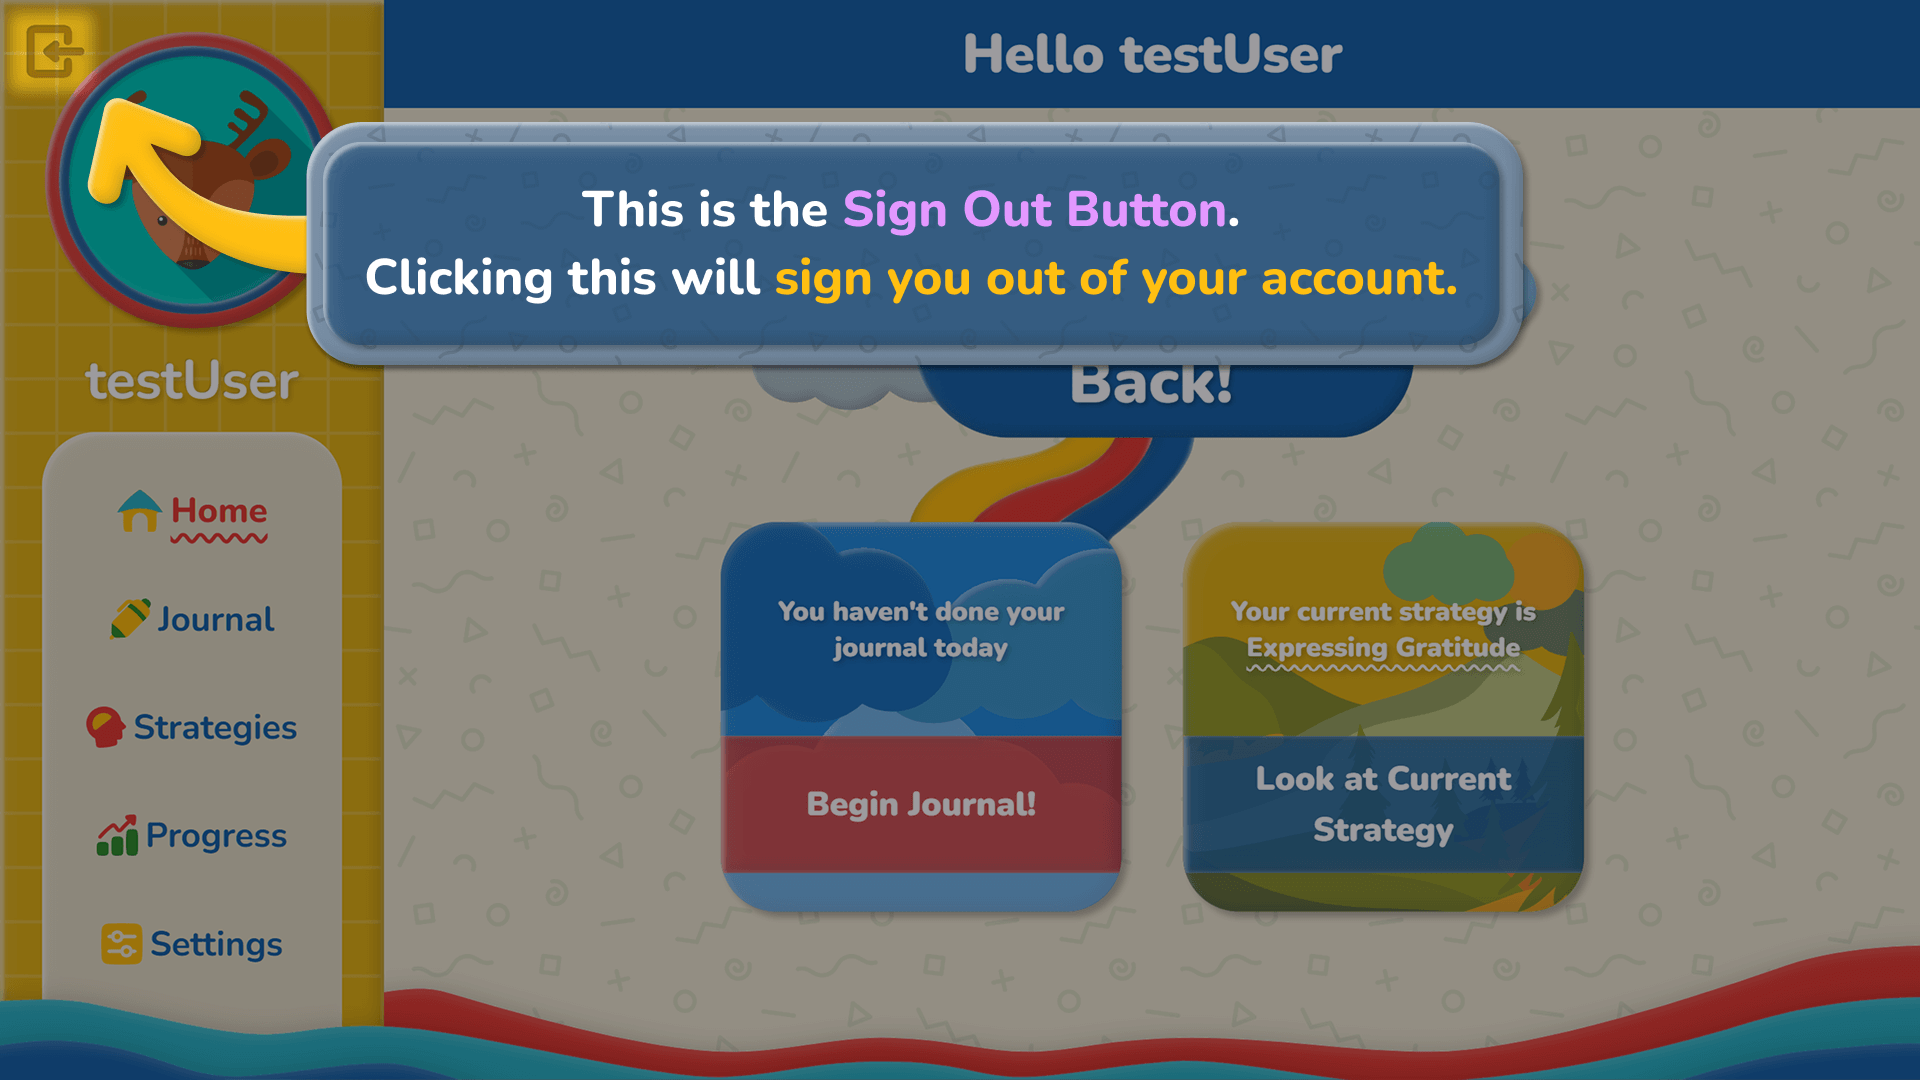 Hello testUser
This is the Sign Out Button.
Clicking this will sign you out of your account.
testUser
Back!
Home
Journal
Strategies
Progress
Settings
You haven't done your
journal today
Begin Journal!
Your current strategy is
Expressing Gratitude
Look at Current
Strategy